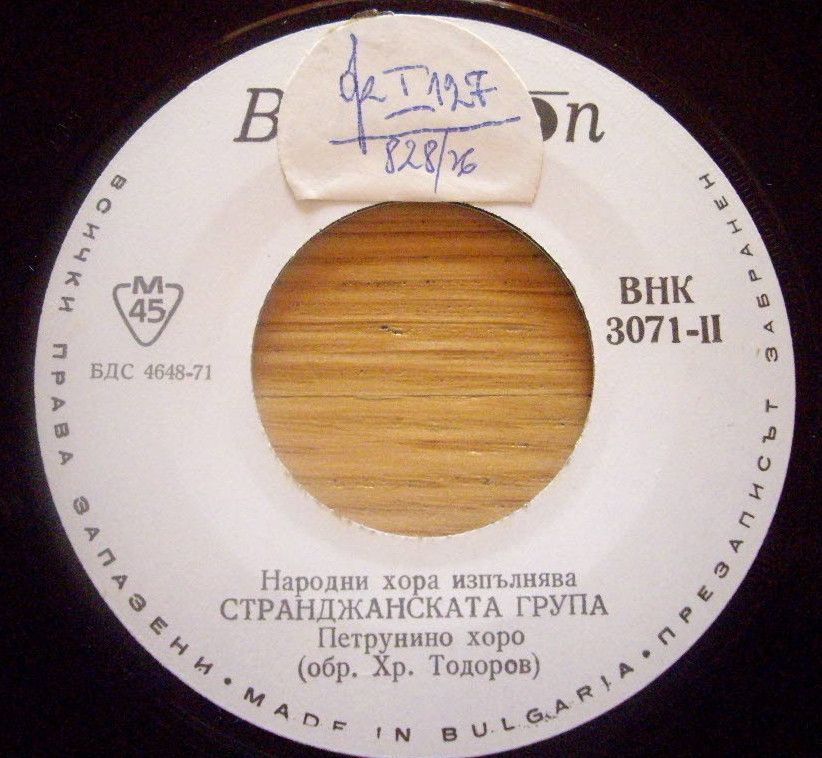 фк I 127
828/76
ВСИЧКИ ПРАВА ЗАПАЗЕНИ • MADE IN BULGARIA • ПРЕЗАПИСЪТ ЗАБРАНЕН
М
45
БДС 4648-71
ВНК
3071-II
Народни хора изпълнява
СТРАНДЖАНСКАТА ГРУПА
Петрунино хоро
(обр. Хр. Тодоров)